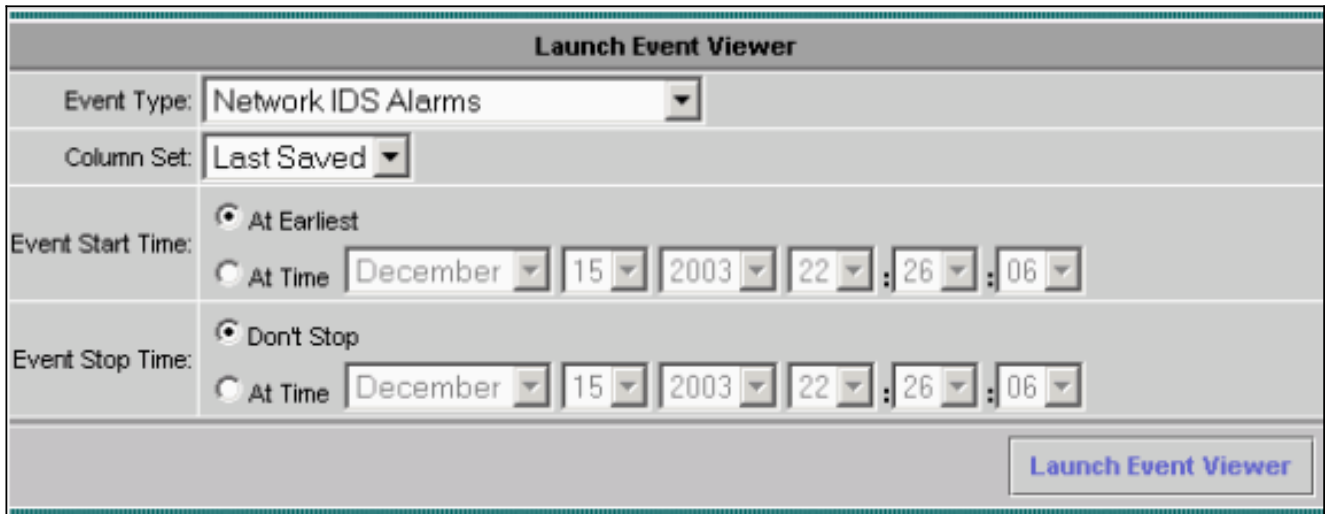 Launch Event Viewer
Event Type: Network IDS Alarms
Column Set: Last Saved
At Earliest
Event Start Time:
At Time December 15 2003 22 : 26 : 06
Don't Stop
Event Stop Time:
At Time December 15 2003 22 : 26 : 06
Launch Event Viewer